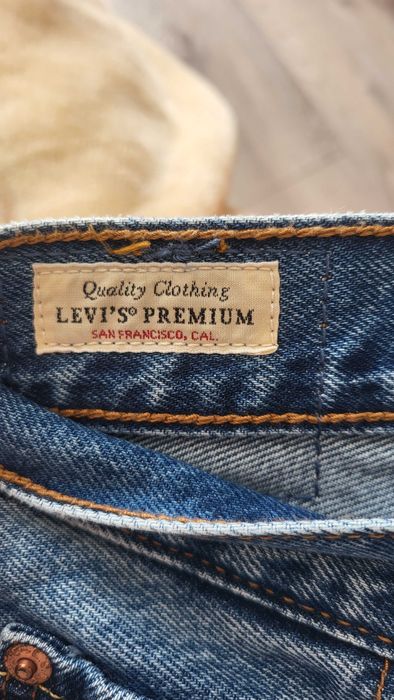 Quality Clothing
LEVI'S® PREMIUM
SAN FRANCISCO, CAL.